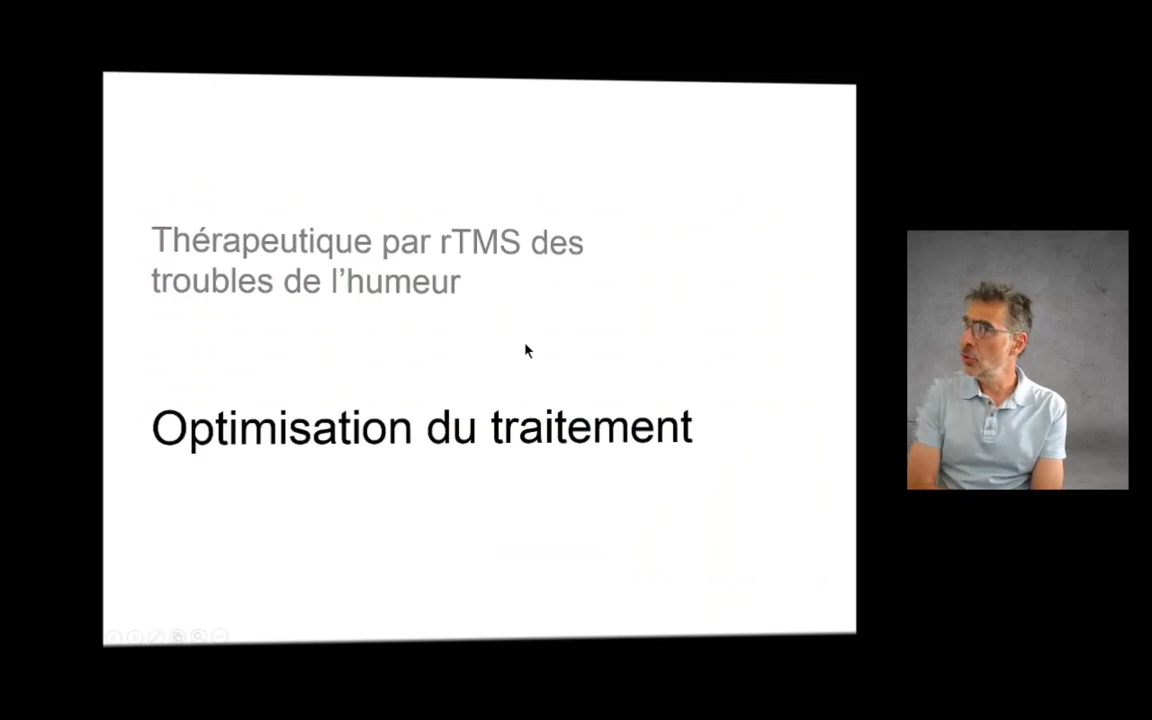 Thérapeutique par rTMS des
troubles de l’humeur
Optimisation du traitement